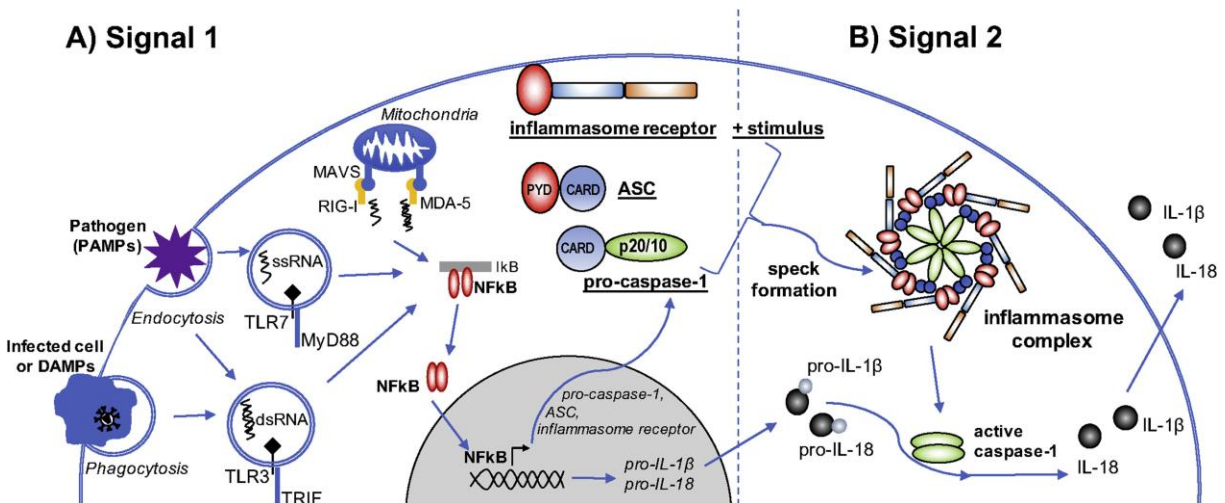 A) Signal 1
B) Signal 2
Mitochondria
MAVS
RIG-I
MDA-5
Pathogen
(PAMPs)
ssRNA
TLR7
MyD88
Endocytosis
Infected cell
or DAMPs
Phagocytosis
dsRNA
TLR3
TRIF
IkB
NFkB
NFkB
NFkB
inflammasome receptor
+ stimulus
PYD
CARD
ASC
CARD
p20/10
pro-caspase-1
pro-caspase-1,
ASC,
inflammasome receptor
pro-IL-1β
pro-IL-18
speck
formation
inflammasome
complex
pro-IL-1β
pro-IL-18
active
caspase-1
IL-1β
IL-18
IL-1β
IL-18